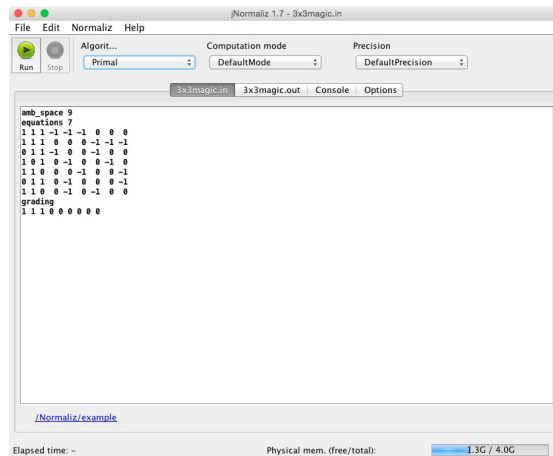 jNormaliz 1.7 - 3x3magic.in
File Edit Normaliz Help
Algorit... Computation mode Precision
Run Stop Primal DefaultMode DefaultPrecision
3x3magic.in 3x3magic.out Console Options
amb_space 9
equations 7
1 1 1 -1 -1 -1 0 0 0
1 1 1 0 0 0 -1 -1 -1
0 1 1 -1 0 0 -1 0 0
1 0 1 0 -1 0 0 -1 0
1 1 0 0 0 -1 0 0 -1
0 1 1 0 -1 0 0 0 -1
1 1 0 0 -1 0 -1 0 0
grading
1 1 1 0 0 0 0 0 0
/Normaliz/example
Elapsed time: – Physical mem. (free/total): 1.3G / 4.0G